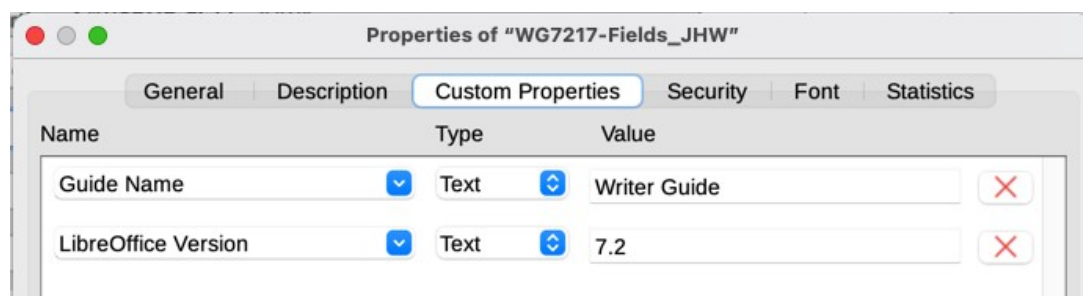 Properties of “WG7217-Fields_JHW”
General Description Custom Properties Security Font Statistics
Name Type Value
Guide Name Text Writer Guide
LibreOffice Version Text 7.2